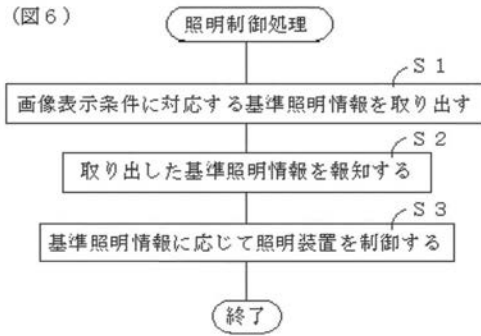 （図６）
照明制御処理
Ｓ１
画像表示条件に対応する基準照明情報を取り出す
Ｓ２
取り出した基準照明情報を報知する
Ｓ３
基準照明情報に応じて照明装置を制御する
終了